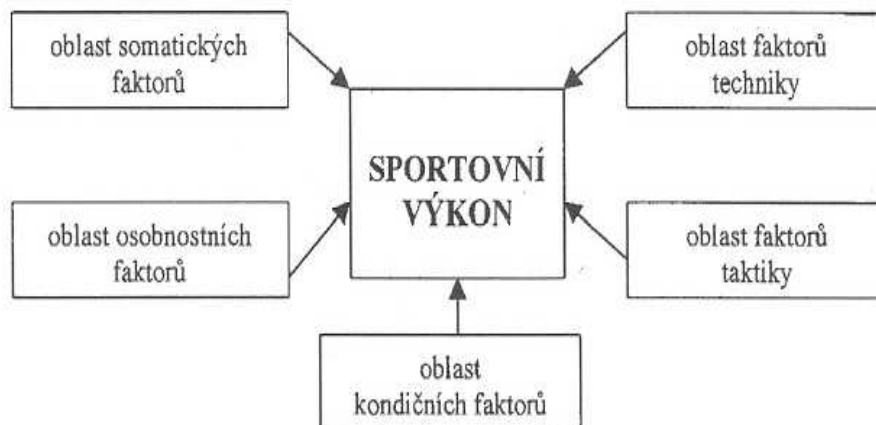 oblast somatických
faktorů
oblast faktorů
techniky
SPORTOVNÍ
VÝKON
oblast osobnostních
faktorů
oblast faktorů
taktiky
oblast
kondičních faktorů